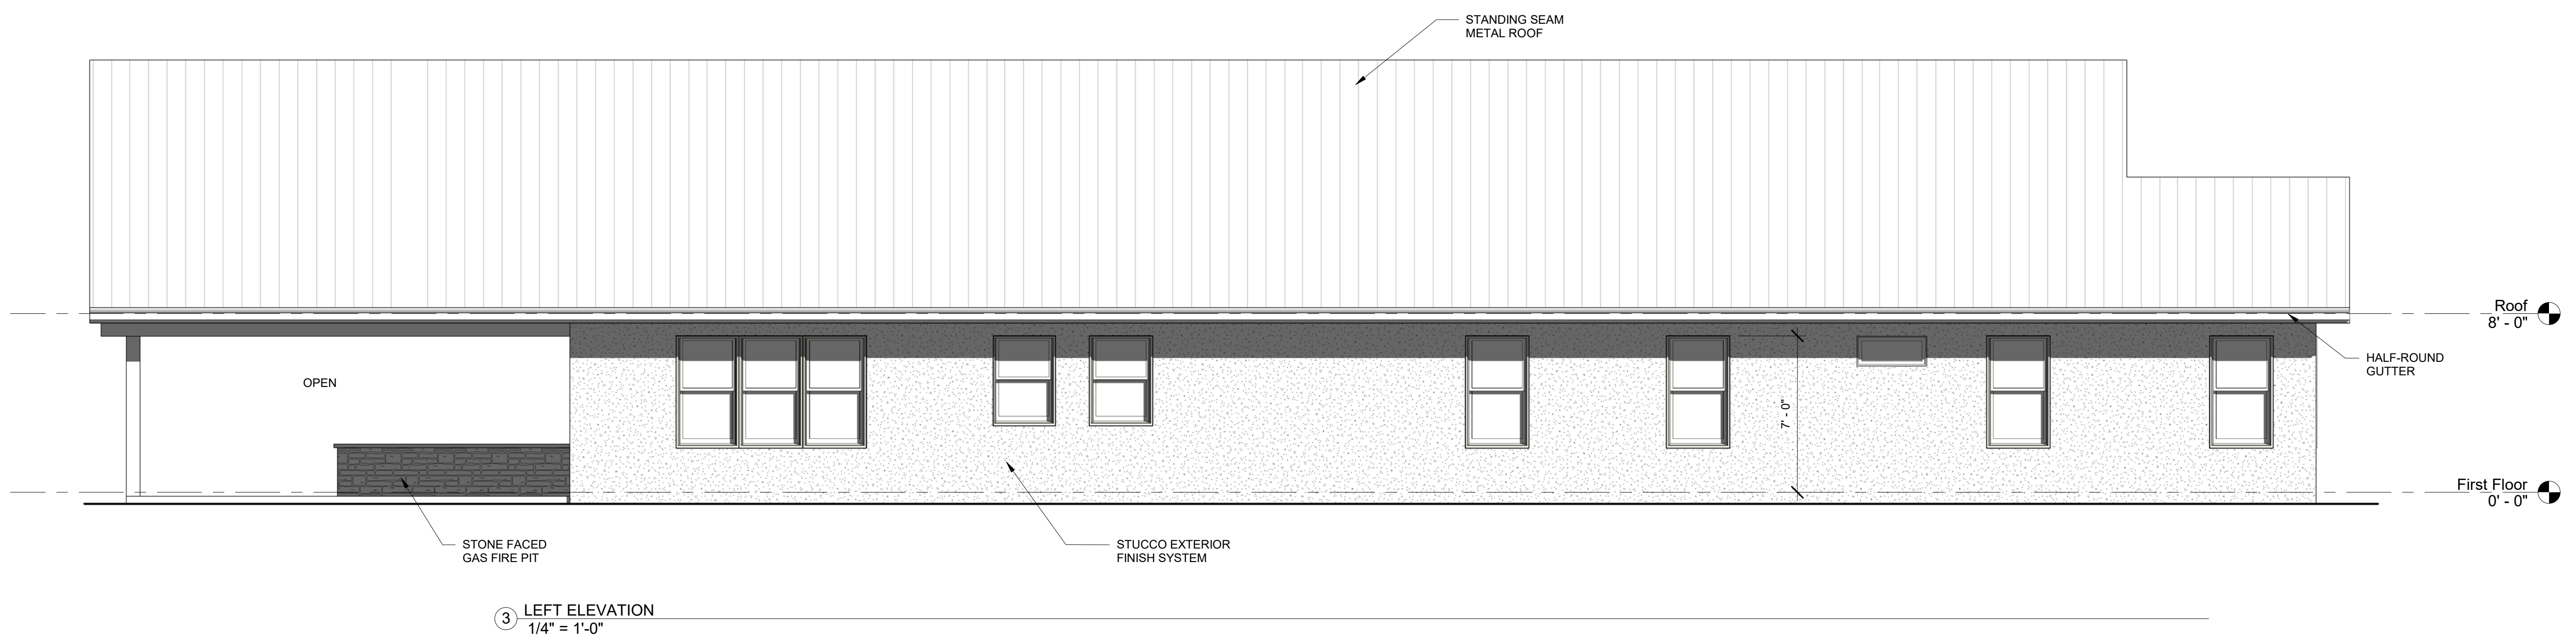 STANDING SEAM
METAL ROOF
Roof
8' - 0"
HALF-ROUND
GUTTER
OPEN
7' - 0"
First Floor
0' - 0"
STONE FACED
GAS FIRE PIT
STUCCO EXTERIOR
FINISH SYSTEM
3 LEFT ELEVATION
1/4" = 1'-0"